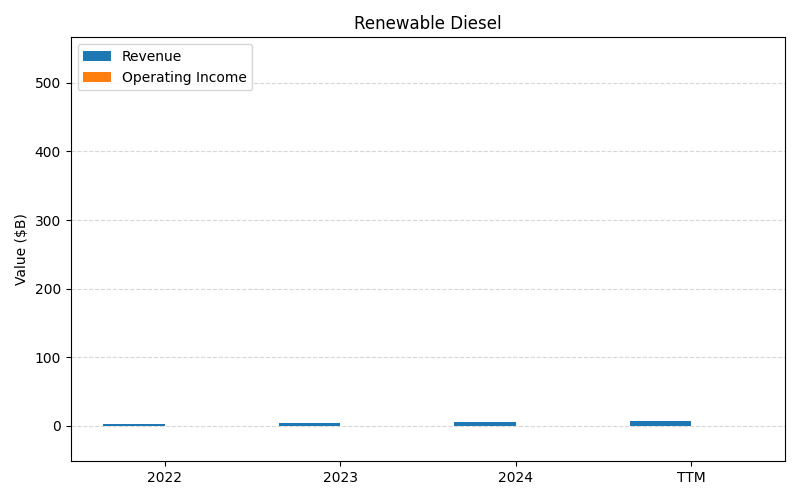 Renewable Diesel
Revenue
Operating Income
Value ($B)
500
400
300
200
100
0
2022 2023 2024 TTM